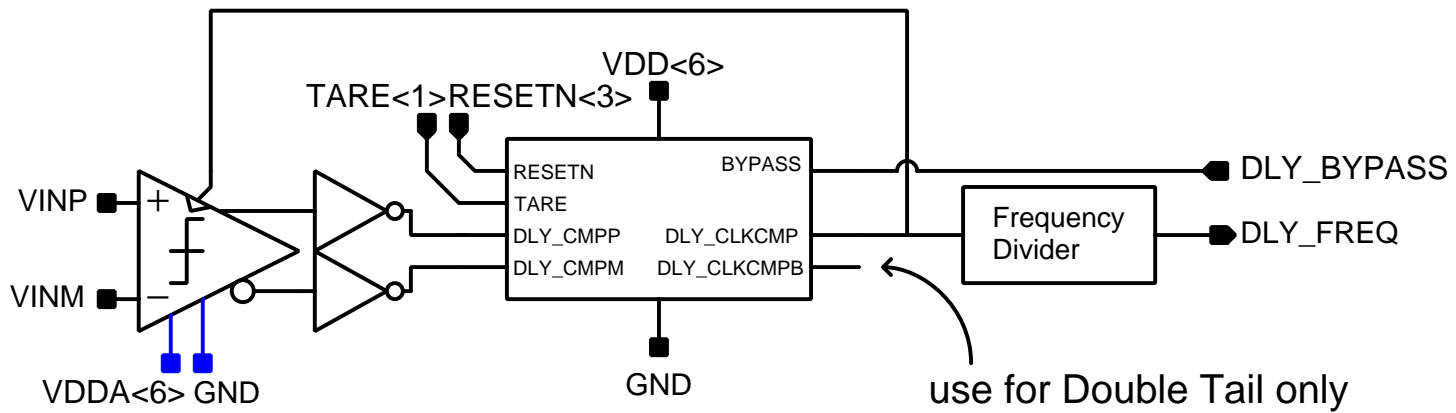 VDD<6>
TARE<1>RESETN<3>
RESETN
BYPASS
DLY_BYPASS
VINP
+
TARE
DLY_CMPP
DLY_CLKCMP
Frequency
Divider
DLY_FREQ
DLY_CMPM
DLY_CLKCMPB
VINM
−
VDDA<6> GND
GND
use for Double Tail only